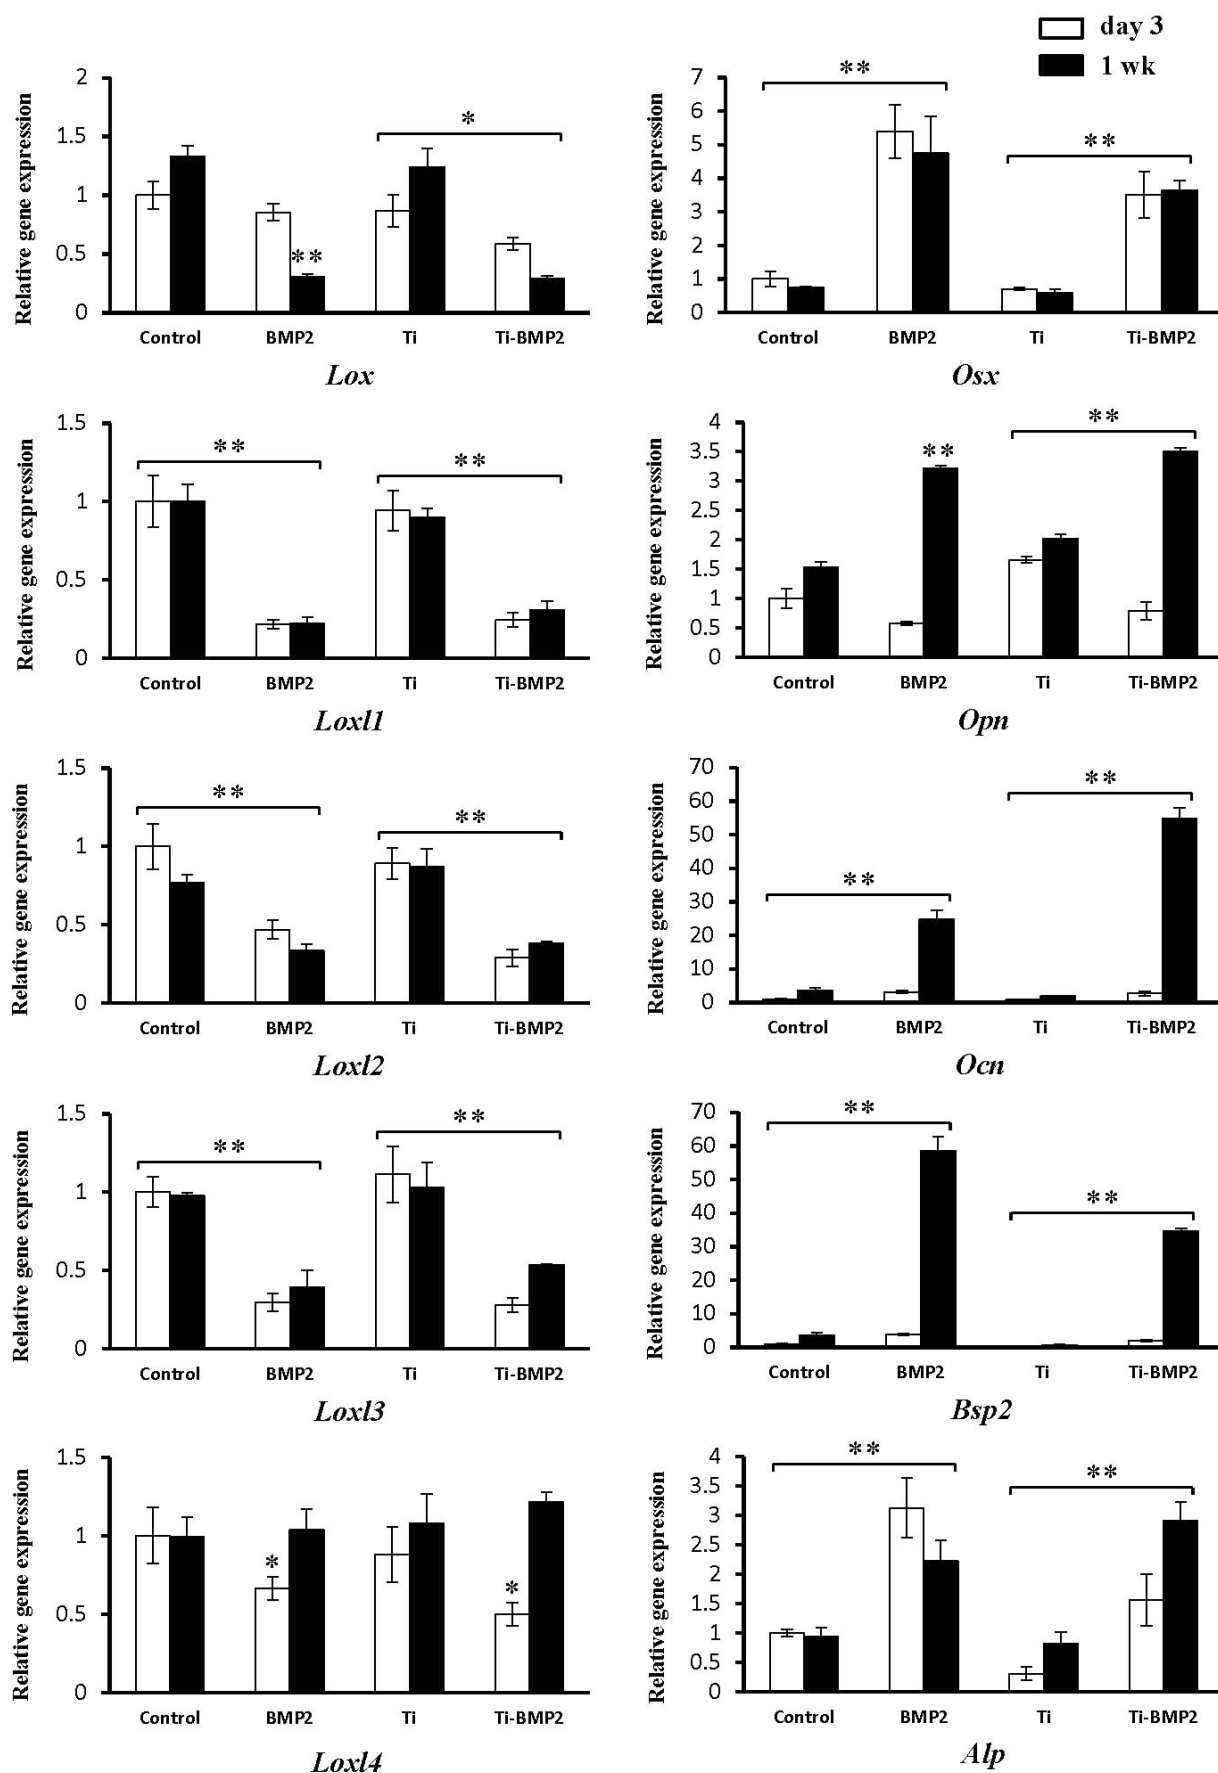 day 3
1 wk
Relative gene expression
2
1.5
1
0.5
0
*
**
Control BMP2 Ti Ti-BMP2
Lox
Relative gene expression
7
6
5
4
3
2
1
0
**
**
Control BMP2 Ti Ti-BMP2
Osx
Relative gene expression
1.5
1
0.5
0
**
**
Control BMP2 Ti Ti-BMP2
Loxl1
Relative gene expression
4
3.5
3
2.5
2
1.5
1
0.5
0
**
**
Control BMP2 Ti Ti-BMP2
Opn
Relative gene expression
1.5
1
0.5
0
**
**
Control BMP2 Ti Ti-BMP2
Loxl2
Relative gene expression
70
60
50
40
30
20
10
0
**
**
Control BMP2 Ti Ti-BMP2
Ocn
Relative gene expression
1.5
1
0.5
0
**
**
Control BMP2 Ti Ti-BMP2
Loxl3
Relative gene expression
70
60
50
40
30
20
10
0
**
**
Control BMP2 Ti Ti-BMP2
Bsp2
Relative gene expression
1.5
1
0.5
0
*
*
Control BMP2 Ti Ti-BMP2
Loxl4
Relative gene expression
4
3.5
3
2.5
2
1.5
1
0.5
0
**
**
Control BMP2 Ti Ti-BMP2
Alp